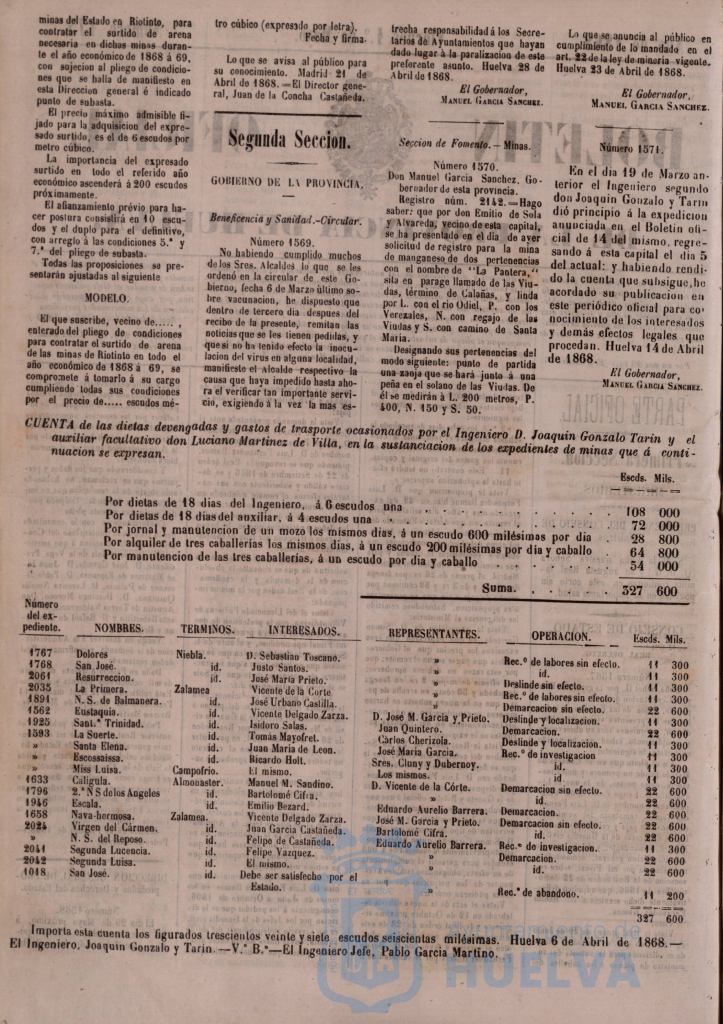 minas del Estado en Riotinto, para
contratar el surtido de arena
necesaria en dichas minas duran-
te el año económico de 1868 á 69,
con sujecion al pliego de condicio-
nes que se halla de manifiesto en
esta Direccion general é indicado
punto de subasta.
El precio máximo admisible fi-
jado para la adquisicion del expre-
sado surtido, es el de 6 escudos por
metro cúbico.
La importancia del expresado
surtido en todo el referido año
económico ascenderá á 200 escudos
próximamente.
El afianzamiento prévio para ha-
cer postura consistirá en 10 escu-
dos y el duplo para el definitivo,
con arreglo á las condiciones 5.ª y
7.ª del pliego de subasta.
Todas las proposiciones se pre-
sentarán ajustadas al siguiente
MODELO.
El que suscribe, vecino de..... ,
enterado del pliego de condiciones
para contratar el surtido de arena
de las minas de Riotinto en todo el
año económico de 1868 á 69, se
compromete á tomarlo á su cargo
cumpliendo todas sus condiciones
por el precio de..... escudos mé-
tro cúbico (expresado por letra).
Fecha y firma.
Lo que se avisa al público para
su conocimiento. Madrid 21 de
Abril de 1868.—El Director gene-
ral, Juan de la Concha Castañeda.
Segunda Seccion.
GOBIERNO DE LA PROVINCIA.
Beneficencia y Sanidad.-Circular.
Número 1569.
No habiendo cumplido muchos
de los Sres. Alcaldes lo que se les
ordenó en la circular de este Go-
bierno, fecha 6 de Marzo último so-
bre vacunacion, he dispuesto que
dentro de tercero dia despues del
recibo de la presente, remitan las
noticias que se les tienen pedidas, y
que si no ha tenido efecto la inocu-
lacion del virus en alguna localidad,
manifieste el Alcalde respectivo la
causa que haya impedido hasta aho-
ra el verificar tan importante servi-
cio, exigiendo á la vez la mas es-
trecha responsabilidad á los Secre-
tarios de Ayuntamientos que hayan
dado lugar á la paralizacion de este
preferente asunto. Huelva 28 de
Abril de 1868.
El Gobernador,
MANUEL GARCIA SANCHEZ.
Seccion de Fomento.—Minas.
Número 1570.
Don Manuel Garcia Sanchez, Go-
bernador de esta provincia.
Registro núm. 2142.—Hago
saber: que por don Emilio de Sola
y Alvareda, vecino de esta capital,
se ha presentado en el dia de ayer
solicitud de registro para la mina
de manganeso de dos pertenencias
con el nombre de "La Pantera,"
sita en parage llamado de las Viu-
das, término de Calañas, y linda
por L. con el rio Odiel, P. con los
Verezales, N. con regajo de las
Viudas y S. con camino de Santa
Maria.
Designando sus pertenencias del
modo siguiente: punto de partida
una zanja que se hará junto á una
peña en el solano de las Viudas. De
él se medirán á L. 200 metros, P.
400, N. 150 y S. 50.
Lo que se anuncia al público en
cumplimiento de lo mandado en el
art. 22 de la ley de minería vigente.
Huelva 23 de Abril de 1868.
El Gobernador,
MANUEL GARCIA SANCHEZ.
Número 1571.
En el dia 19 de Marzo an-
terior el Ingeniero segundo
don Joaquin Gonzalo y Tarin
dió principio á la expedicion
anunciada en el Boletin ofi-
cial de 14 del mismo, regre-
sando á esta capital el dia 5
del actual: y habiendo rendi-
do la cuenta que subsigue, he
acordado su publicacion en
este periódico oficial para co-
nocimiento de los interesados
y demás efectos legales que
procedan. Huelva 14 de Abril
de 1868.
El Gobernador,
MANUEL GARCIA SANCHEZ.
CUENTA de las dietas devengadas y gastos de trasporte ocasionados por el Ingeniero D. Joaquin Gonzalo Tarin y el
auxiliar facultativo don Luciano Martinez de Villa, en la sustanciacion de los expedientes de minas que á conti-
nuacion se expresan.
Escds. Mils.
Por dietas de 18 dias del Ingeniero, á 6 escudos una . . . . . . . . 108 000
Por dietas de 18 dias del auxiliar, á 4 escudos una . . . . . . . . 72 000
Por jornal y manutencion de un mozo los mismos dias, á un escudo 600 milésimas por dia . 28 800
Por alquiler de tres caballerías los mismos dias, á un escudo 200 milésimas por dia y caballo . 64 800
Por manutencion de las tres caballerías, á un escudo por dia y caballo . . . . 54 000
Suma. . . . . . . 327 600
Número del expediente. NOMBRES. TERMINOS. INTERESADOS. REPRESENTANTES. OPERACION. Escds. Mils.
1767 Dolores Niebla. D. Sebastian Toscano. » Rec.º de labores sin efecto. 11 300
1768 San José. id. Justo Santos. » id. 11 300
2061 Resurreccion. id. José María Prieto. » Deslinde sin efecto. 11 300
2035 La Primera. Zalamea Vicente de la Corte » Rec.º de labores sin efecto. 11 300
1891 N. S. de Balmanera. id. José Urbano Castilla. » Demarcacion sin efecto. 22 600
1562 Eustaquia. id. Vicente Delgado Zarza. D. José M. Garcia y Prieto. Deslinde y localizacion. 11 300
1925 Sant.ª Trinidad. id. Isidoro Salas. Juan Quintero. Demarcacion. 22 600
1593 La Suerte. id. Tomás Mayofret. Cárlos Cherizola. Deslinde y localizacion. 11 300
» Santa Elena. id. Juan Maria de Leon. José Maria Garcia. Rec.º de investigacion 11 300
» Escossaissa. id. Ricardo Holt. Sres. Cluny y Dubernoy. id. 11 300
» Miss Luisa. Campofrio. El mismo. Los mismos. id. 11 300
1633 Caligula. Almonaster. Manuel M. Sandino. D. Vicente de la Córte. Demarcacion sin efecto. 22 600
1796 2.ª N S de los Angeles id. Bartolomé Cifra. » id. 22 600
1946 Escala. id. Emilio Bezard. Eduardo Aurelio Barrera. Demarcacion. 22 600
1658 Nava-hermosa. Zalamea. Vicente Delgado Zarza. José M. Garcia y Prieto. Demarcacion sin efecto. 22 600
2024 Virgen del Cármen. id. Juan Garcia Castañeda. Bartolomé Cifra. id. 22 600
» N. S. del Reposo. id. Felipe de Castañeda. Eduardo Aurelio Barrera. Rec.º de investigacion. 11 300
2041 Segunda Lucencia. id. Felipe Vazquez. » Demarcacion. 22 600
2042 Segunda Luisa. id. El mismo. » id. 22 600
1018 San José. id. Debe ser satisfecho por el Estado. » Rec.º de abandono. 11 200
327 600
Importa esta cuenta los figurados trescientos veinte y siete escudos seiscientas milésimas. Huelva 6 de Abril de 1868.—
El Ingeniero, Joaquin Gonzalo y Tarin.—V.º B.º—El Ingeniero Jefe, Pablo Garcia Martino.
Ayuntamiento de
HUELVA